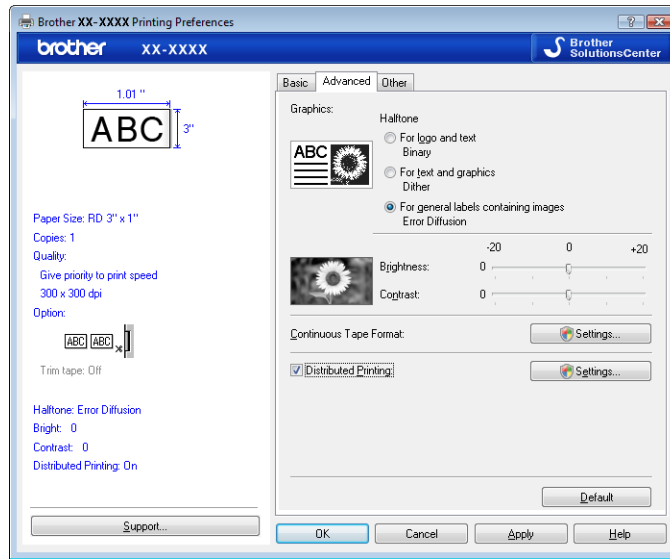 Brother XX-XXXX Printing Preferences
brother XX-XXXX
Brother
SolutionsCenter
1.01 "
ABC
3"
Paper Size: RD 3" x 1"
Copies: 1
Quality:
Give priority to print speed
300 x 300 dpi
Option:
ABC ABC
Trim tape: Off
Halftone: Error Diffusion
Bright: 0
Contrast: 0
Distributed Printing: On
Support...
Basic Advanced Other
Graphics:
ABC
Halftone
For logo and text
Binary
For text and graphics
Dither
For general labels containing images
Error Diffusion
-20 0 +20
Brightness: 0
Contrast: 0
Continuous Tape Format: Settings...
Distributed Printing: Settings...
Default
OK Cancel Apply Help